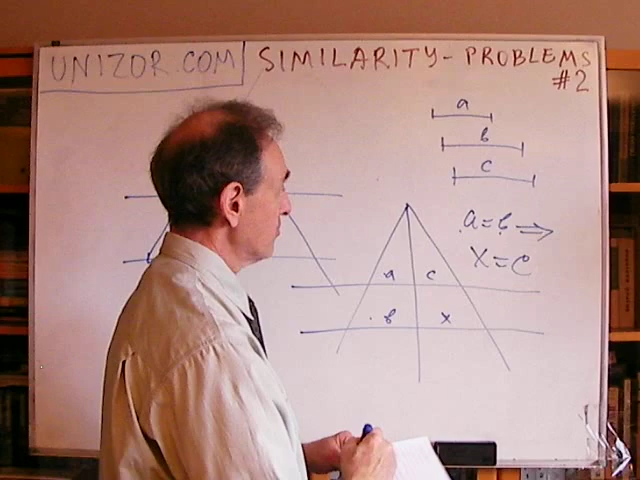 UNIZOR.COM
SIMILARITY - PROBLEMS
#2
a
b
c
a = b ⇒
x = c
a c
b x